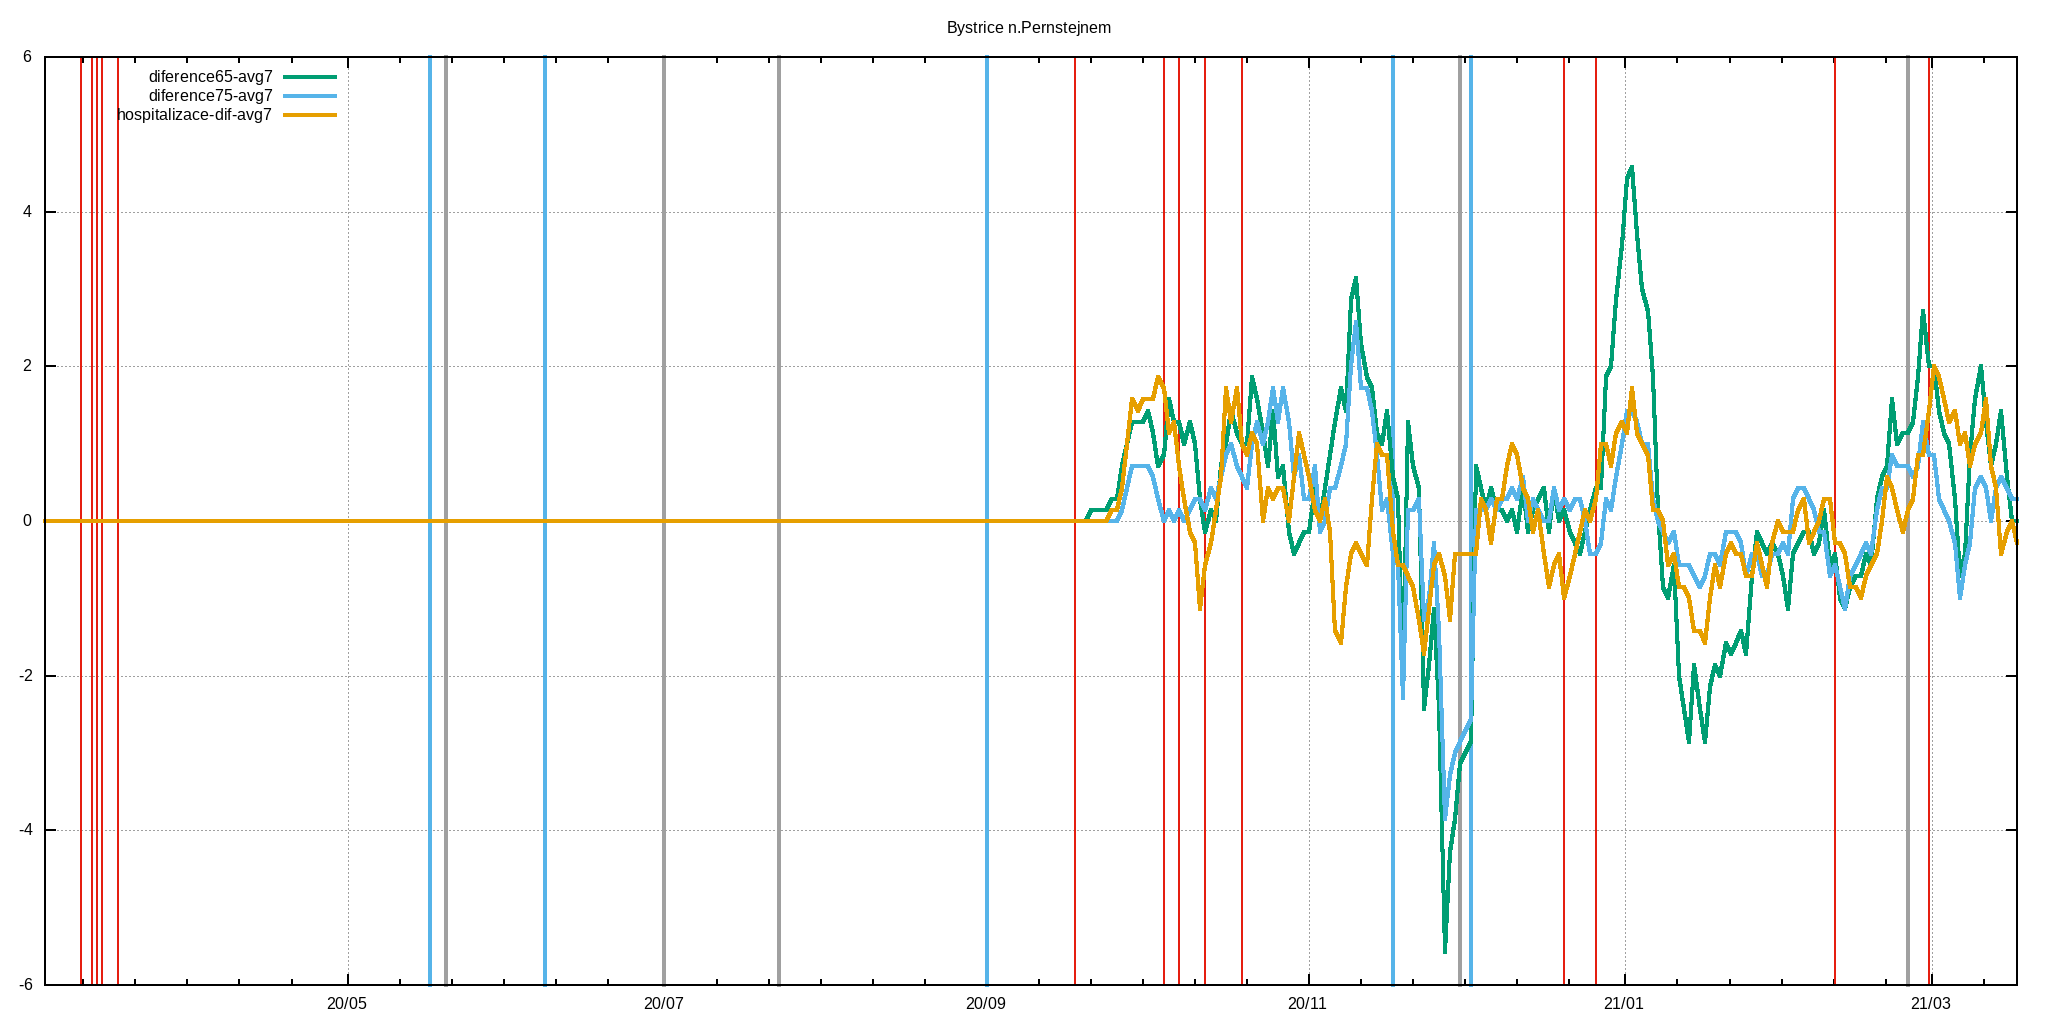 Bystrice n.Pernstejnem
6
diference65-avg7
diference75-avg7
hospitalizace-dif-avg7
4
2
0
-2
-4
-6
20/05 20/07 20/09 20/11 21/01 21/03